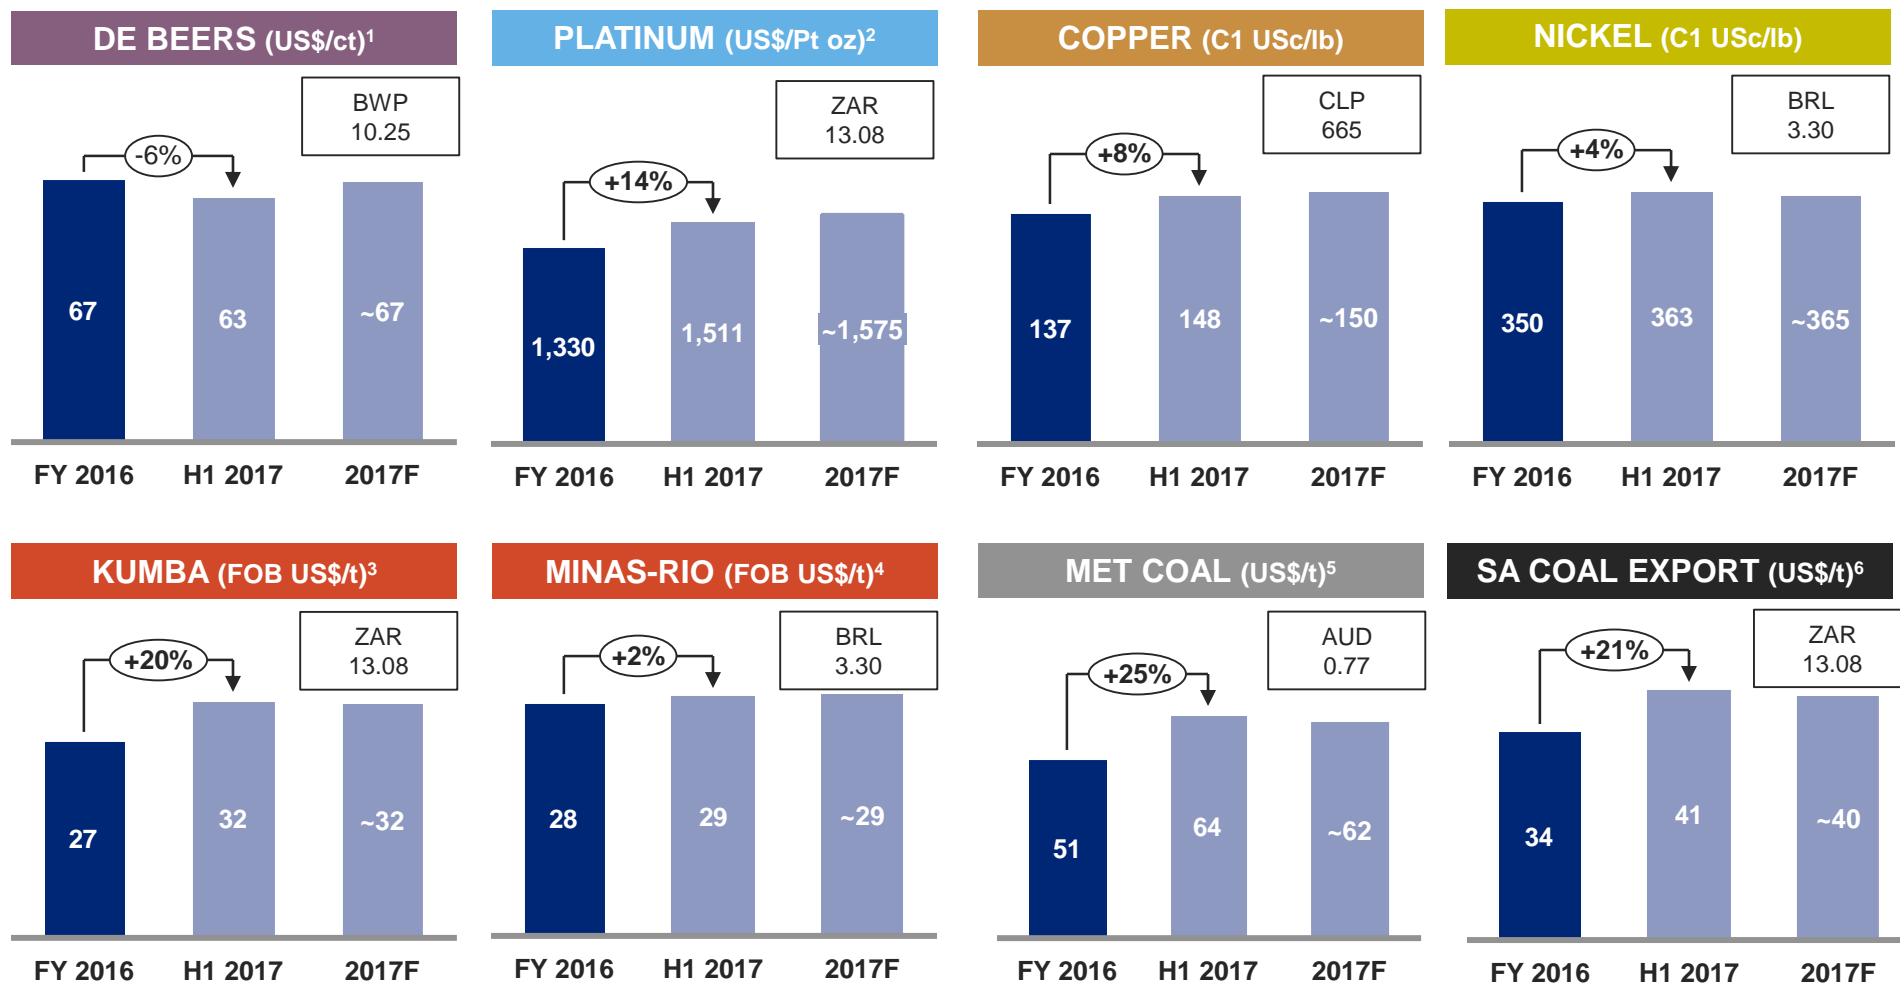 DE BEERS (US$/ct)1
BWP
10.25
-6%
67
63
~67
FY 2016 H1 2017 2017F
PLATINUM (US$/Pt oz)2
ZAR
13.08
+14%
1,330
1,511
~1,575
FY 2016 H1 2017 2017F
COPPER (C1 USc/lb)
CLP
665
+8%
137
148
~150
FY 2016 H1 2017 2017F
NICKEL (C1 USc/lb)
BRL
3.30
+4%
350
363
~365
FY 2016 H1 2017 2017F
KUMBA (FOB US$/t)3
ZAR
13.08
+20%
27
32
~32
FY 2016 H1 2017 2017F
MINAS-RIO (FOB US$/t)4
BRL
3.30
+2%
28
29
~29
FY 2016 H1 2017 2017F
MET COAL (US$/t)5
AUD
0.77
+25%
51
64
~62
FY 2016 H1 2017 2017F
SA COAL EXPORT (US$/t)6
ZAR
13.08
+21%
34
41
~40
FY 2016 H1 2017 2017F